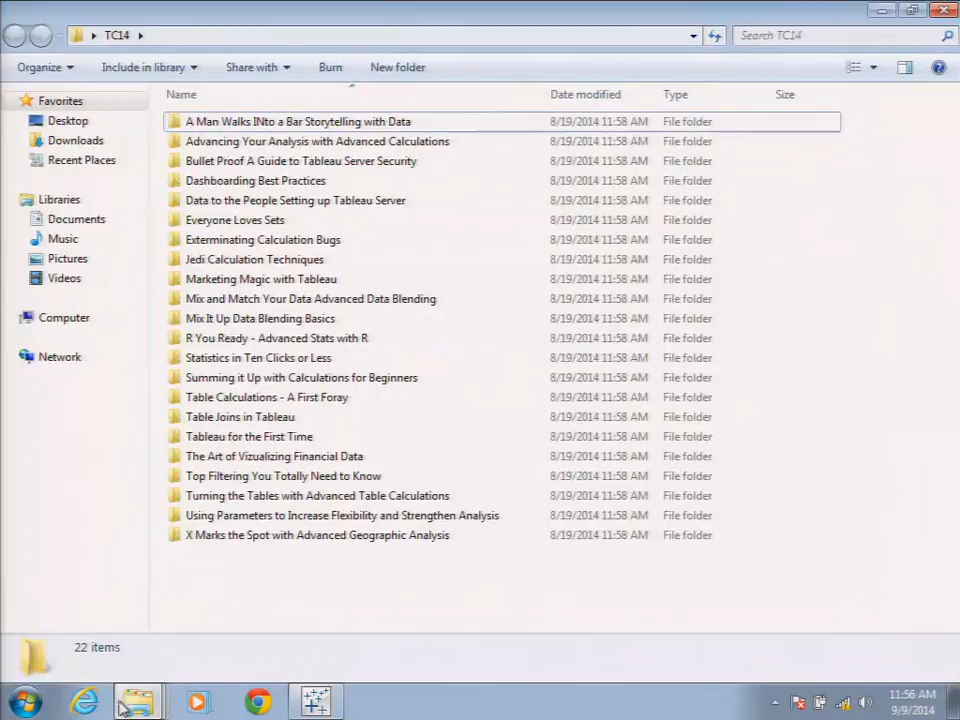 TC14
Search TC14
Organize Include in library Share with Burn New folder
Name Date modified Type Size
Favorites
Desktop
Downloads
Recent Places
Libraries
Documents
Music
Pictures
Videos
Computer
Network
A Man Walks INto a Bar Storytelling with Data 8/19/2014 11:58 AM File folder
Advancing Your Analysis with Advanced Calculations 8/19/2014 11:58 AM File folder
Bullet Proof A Guide to Tableau Server Security 8/19/2014 11:58 AM File folder
Dashboarding Best Practices 8/19/2014 11:58 AM File folder
Data to the People Setting up Tableau Server 8/19/2014 11:58 AM File folder
Everyone Loves Sets 8/19/2014 11:58 AM File folder
Exterminating Calculation Bugs 8/19/2014 11:58 AM File folder
Jedi Calculation Techniques 8/19/2014 11:58 AM File folder
Marketing Magic with Tableau 8/19/2014 11:58 AM File folder
Mix and Match Your Data Advanced Data Blending 8/19/2014 11:58 AM File folder
Mix It Up Data Blending Basics 8/19/2014 11:58 AM File folder
R You Ready - Advanced Stats with R 8/19/2014 11:58 AM File folder
Statistics in Ten Clicks or Less 8/19/2014 11:58 AM File folder
Summing it Up with Calculations for Beginners 8/19/2014 11:58 AM File folder
Table Calculations - A First Foray 8/19/2014 11:58 AM File folder
Table Joins in Tableau 8/19/2014 11:58 AM File folder
Tableau for the First Time 8/19/2014 11:58 AM File folder
The Art of Vizualizing Financial Data 8/19/2014 11:58 AM File folder
Top Filtering You Totally Need to Know 8/19/2014 11:58 AM File folder
Turning the Tables with Advanced Table Calculations 8/19/2014 11:58 AM File folder
Using Parameters to Increase Flexibility and Strengthen Analysis 8/19/2014 11:58 AM File folder
X Marks the Spot with Advanced Geographic Analysis 8/19/2014 11:58 AM File folder
22 items
11:56 AM
9/9/2014